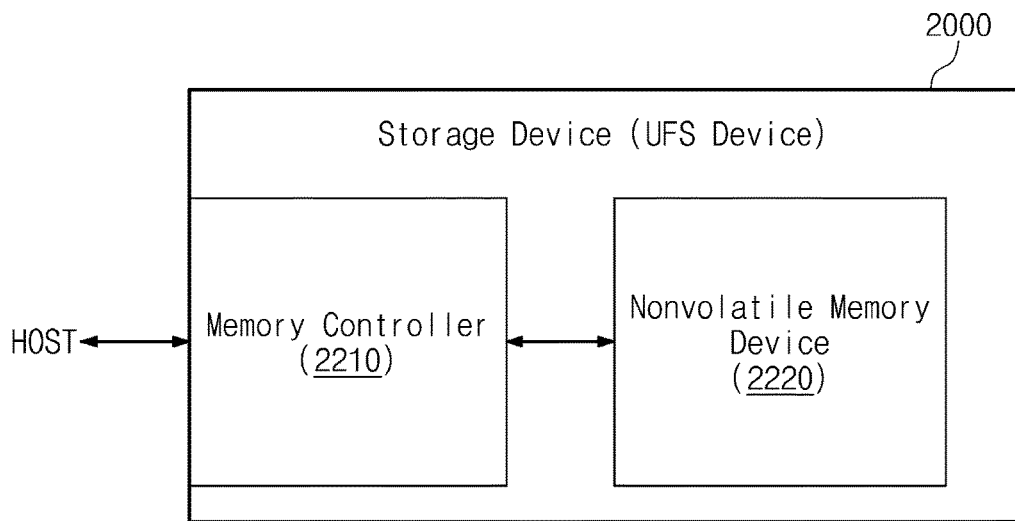 2000
Storage Device (UFS Device)
HOST
Memory Controller
(2210)
Nonvolatile Memory
Device
(2220)